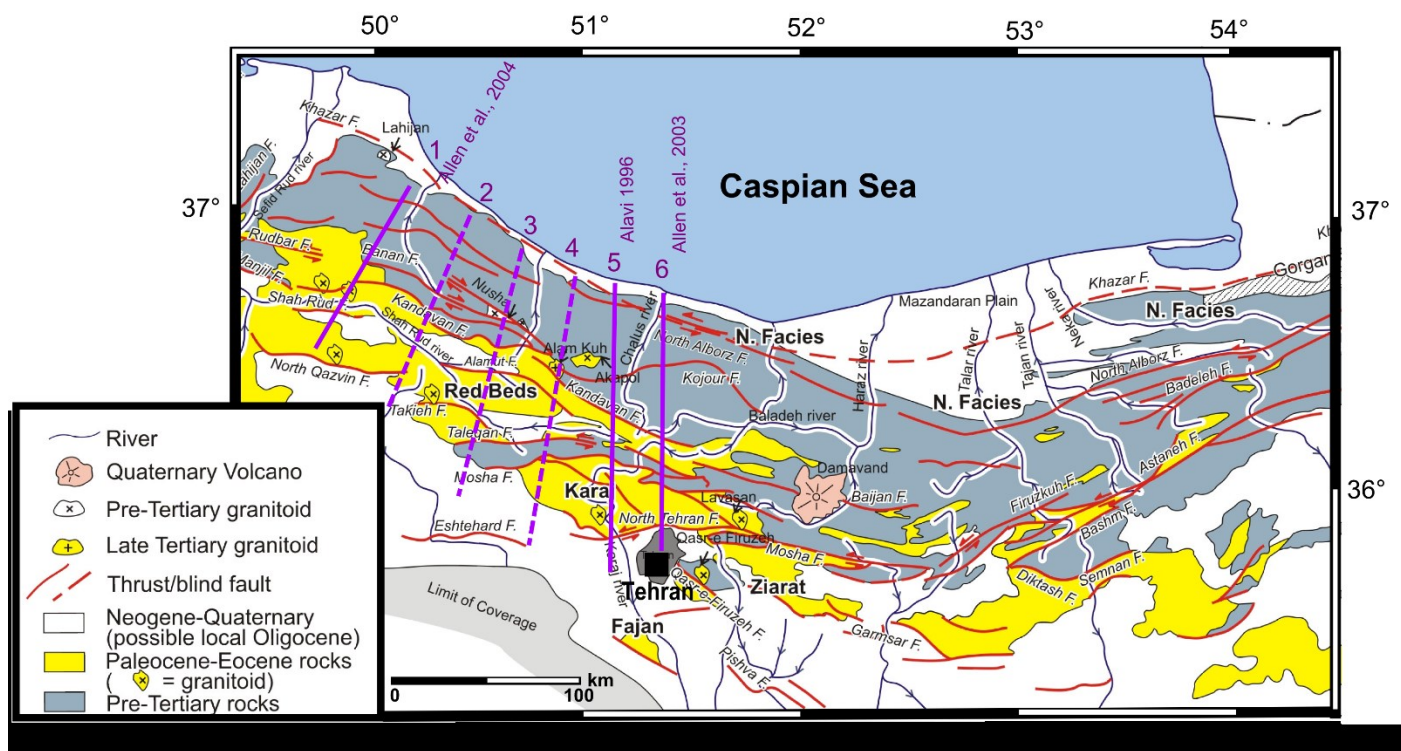 50°
51°
52°
53°
54°
37°
37°
36°
Khazar F.
Lahijan
Lahijan F.
Sefid Rud river
1
Allen et al., 2004
2
3
4
5
Alavi 1996
6
Allen et al., 2003
Caspian Sea
Rudbar F.
Manjil F.
Banan F.
Shah Rud F.
Shah Rud river
Kandavan F.
Nusha
Alamut F.
Alam Kuh
Akapol
Kandavan F.
Chalus river
North Alborz F.
Kojour F.
N. Facies
Mazandaran Plain
Khazar F.
Gorgan
N. Facies
Haraz river
Talar river
Neka river
North Alborz F.
Badeleh F.
N. Facies
Baladeh river
North Qazvin F.
Red Beds
Takieh F.
Taleqan F.
Mosha F.
Eshtehard F.
Kara
North Tehran F.
Lavasan
Damavand
Baijan F.
Firuzkuh F.
Astaneh F.
Bashm F.
Semnan F.
Diktash F.
Mosha F.
Qasr-e Firuzeh
Tehran
Qasr-e-Firuzeh F.
Ziarat
Fajan
Garmsar F.
Pishva F.
Limit of Coverage
0
100
km
River
Quaternary Volcano
Pre-Tertiary granitoid
Late Tertiary granitoid
Thrust/blind fault
Neogene-Quaternary
(possible local Oligocene)
Paleocene-Eocene rocks
( = granitoid)
Pre-Tertiary rocks